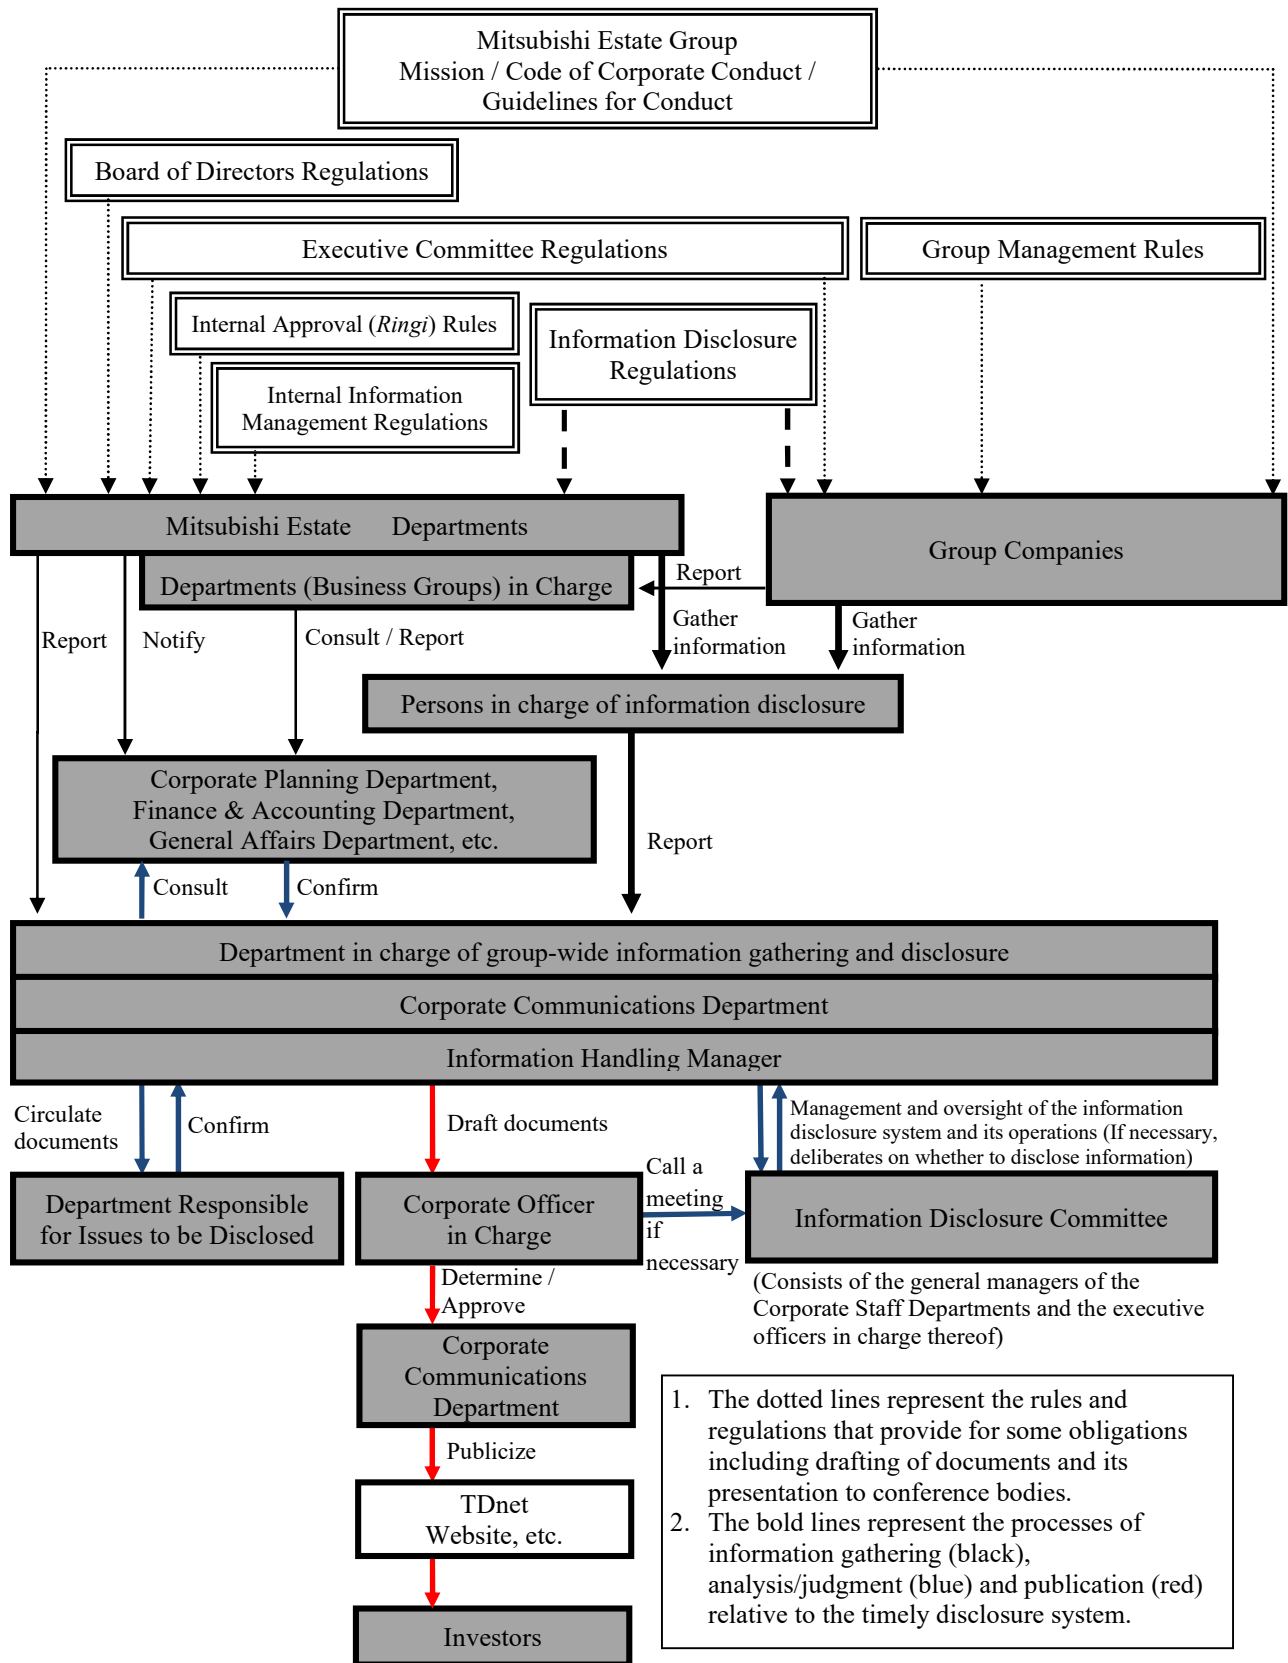 Mitsubishi Estate Group
Mission / Code of Corporate Conduct /
Guidelines for Conduct
Board of Directors Regulations
Executive Committee Regulations
Group Management Rules
Internal Approval (Ringi) Rules
Information Disclosure
Regulations
Internal Information
Management Regulations
Mitsubishi Estate Departments
Group Companies
Departments (Business Groups) in Charge
Report
Report
Notify
Consult / Report
Gather
information
Gather
information
Persons in charge of information disclosure
Corporate Planning Department,
Finance & Accounting Department,
General Affairs Department, etc.
Report
Consult
Confirm
Department in charge of group-wide information gathering and disclosure
Corporate Communications Department
Information Handling Manager
Circulate
documents
Confirm
Draft documents
Management and oversight of the information
disclosure system and its operations (If necessary,
deliberates on whether to disclose information)
Call a
meeting
if
necessary
Department Responsible
for Issues to be Disclosed
Corporate Officer
in Charge
Information Disclosure Committee
(Consists of the general managers of the
Corporate Staff Departments and the executive
officers in charge thereof)
Determine /
Approve
Corporate
Communications
Department
Publicize
TDnet
Website, etc.
Investors
1. The dotted lines represent the rules and
regulations that provide for some obligations
including drafting of documents and its
presentation to conference bodies.
2. The bold lines represent the processes of
information gathering (black),
analysis/judgment (blue) and publication (red)
relative to the timely disclosure system.